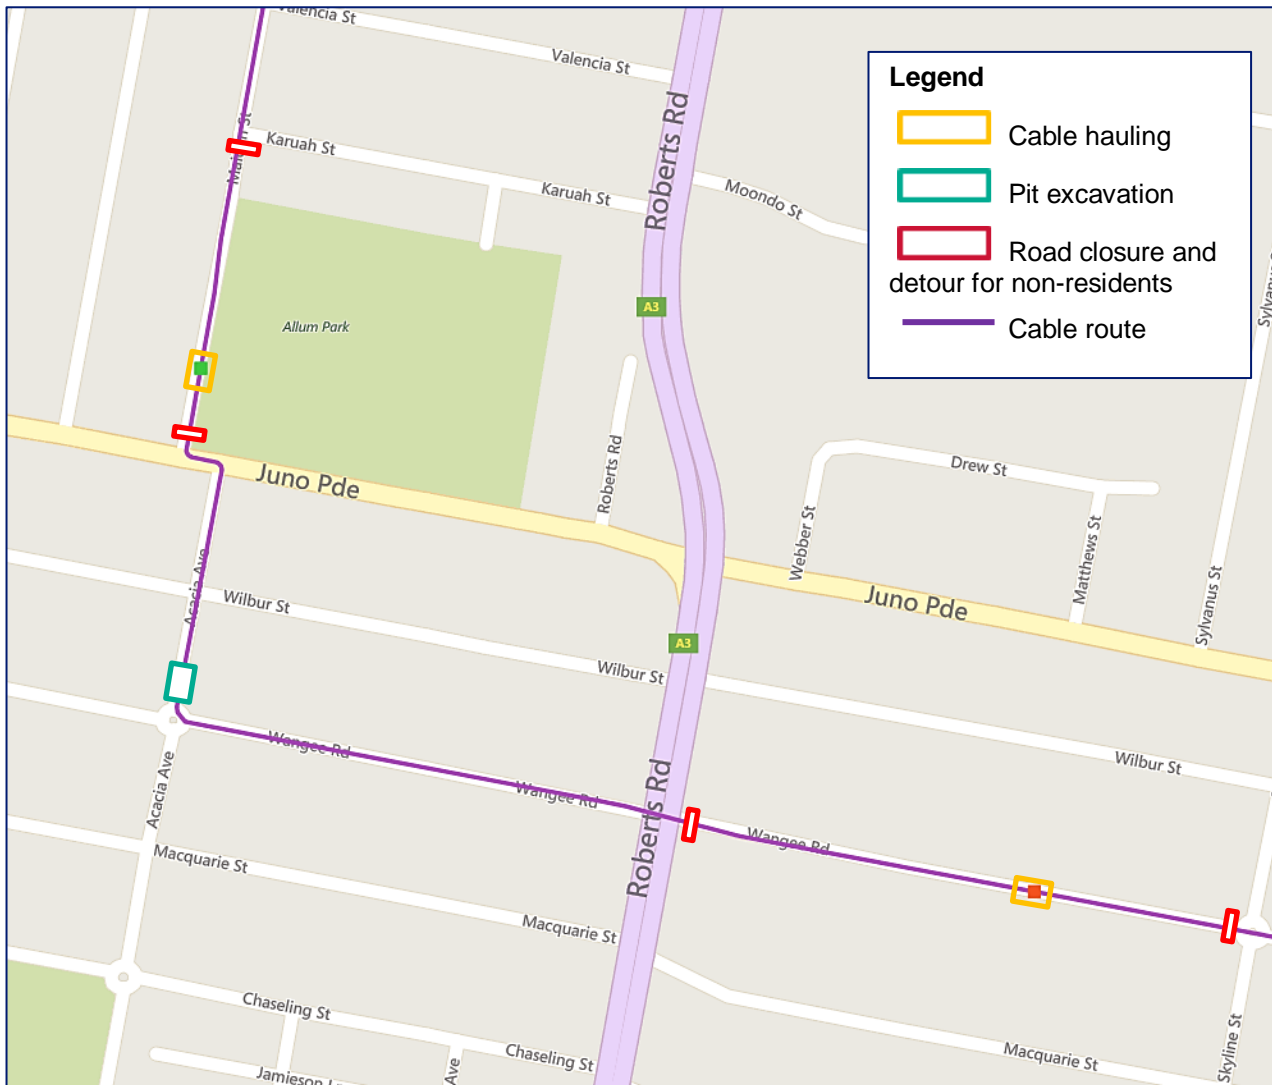 Valencia St
Valencia St
Legend
Cable hauling
Pit excavation
Road closure and
detour for non-residents
Cable route
Karuah St
Karuah St
Roberts Rd
Moondo St
A3
Allum Park
Sylvanus
Roberts Rd
Drew St
Webber St
Matthews St
Sylvanus St
Juno Pde
Juno Pde
Acacia Ave
Wilbur St
A3
Wilbur St
Wilbur St
Wangee Rd
Wangee Rd
Roberts Rd
Wangee Rd
Acacia Ave
Macquarie St
Macquarie St
Chaseling St
Chaseling St
Macquarie St
Skyline St
Jamieson
Ave